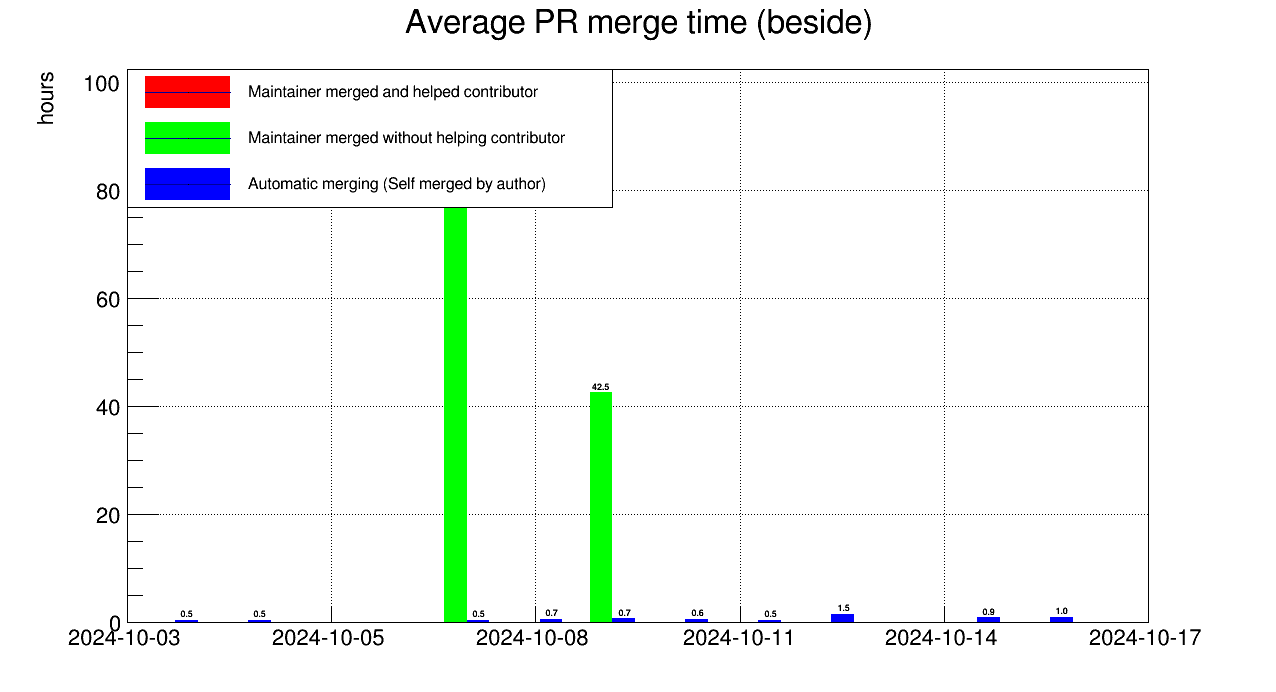 Average PR merge time (beside)
hours
100
80
60
40
20
0
Maintainer merged and helped contributor
Maintainer merged without helping contributor
Automatic merging (Self merged by author)
42.5
0.5 0.5 0.5 0.7 0.7 0.6 0.5 1.5 0.9 1.0
2024-10-03 2024-10-05 2024-10-08 2024-10-11 2024-10-14 2024-10-17